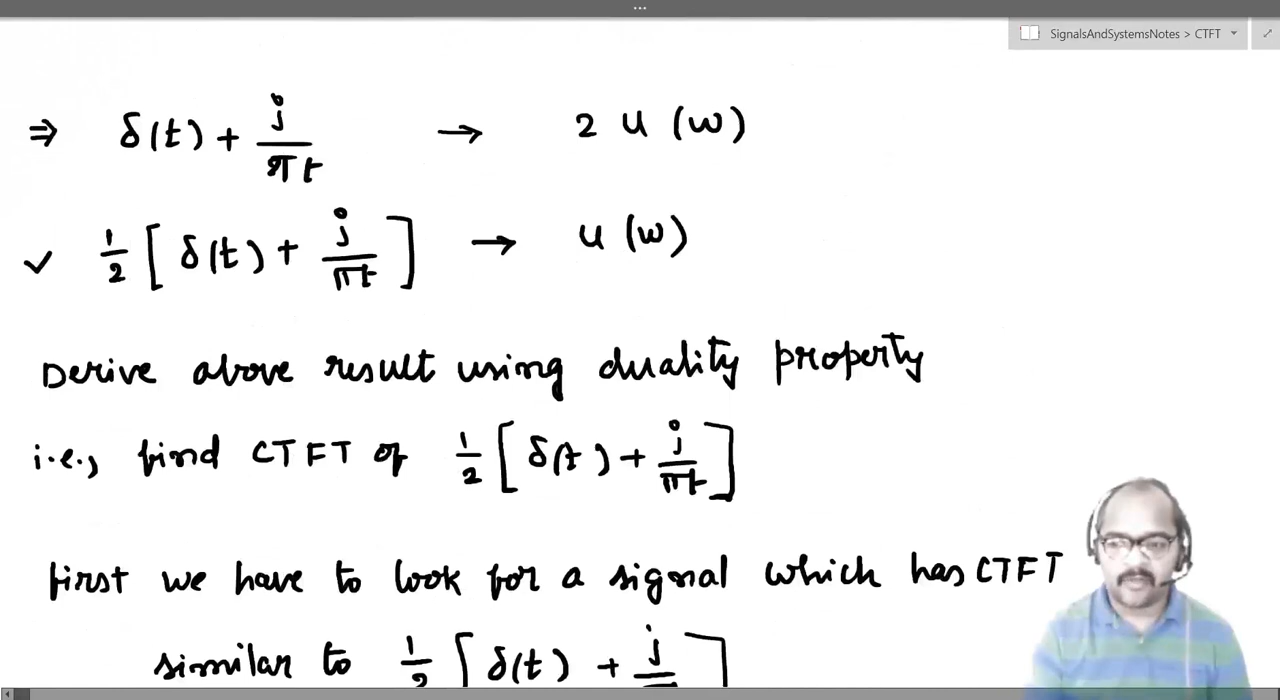 ...
SignalsAndSystemsNotes > CTFT
⇒ δ(t) + j/πt → 2 u (w)
✓ 1/2 [ δ(t) + j/πt ] → u (w)
Derive above result using duality property
i.e., find CTFT of 1/2 [ δ(t) + j/πt ]
first we have to look for a signal which has CTFT
similar to 1/2 [ δ(t) + j